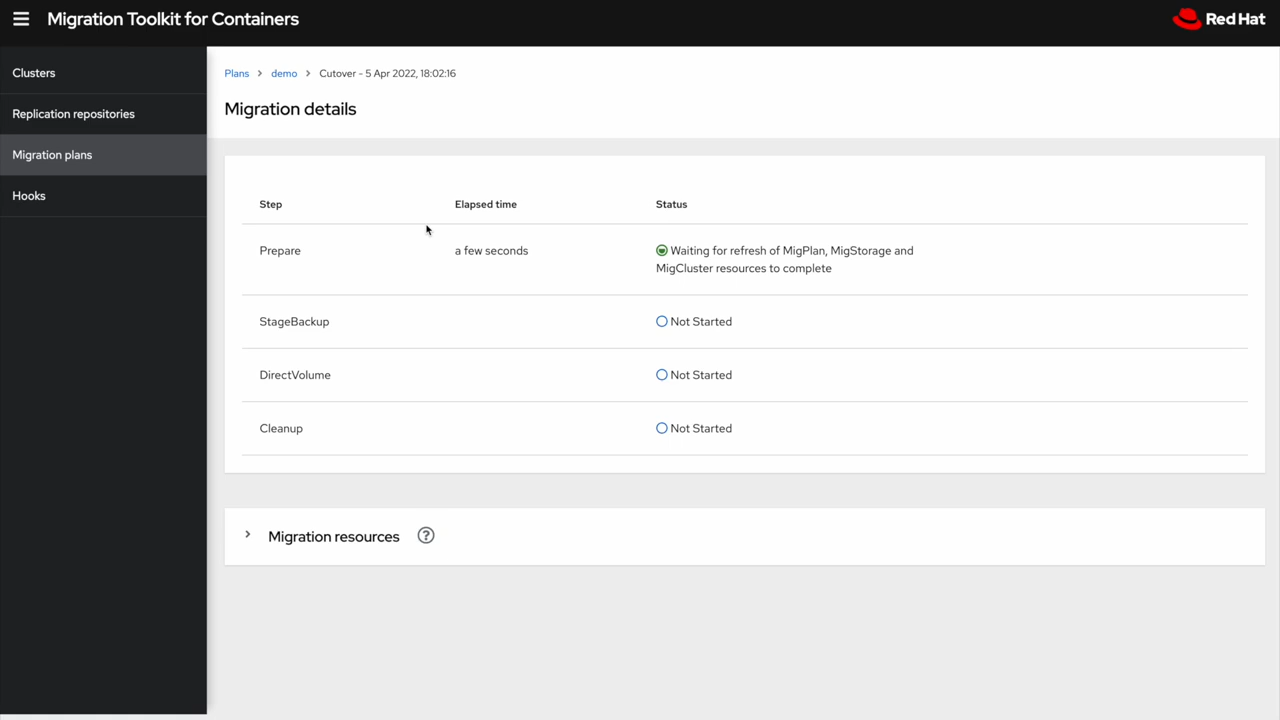 Migration Toolkit for Containers
Red Hat
Clusters
Replication repositories
Migration plans
Hooks
Plans > demo > Cutover - 5 Apr 2022, 18:02:16
Migration details
Step Elapsed time Status
Prepare a few seconds Waiting for refresh of MigPlan, MigStorage and
MigCluster resources to complete
StageBackup Not Started
DirectVolume Not Started
Cleanup Not Started
Migration resources ?